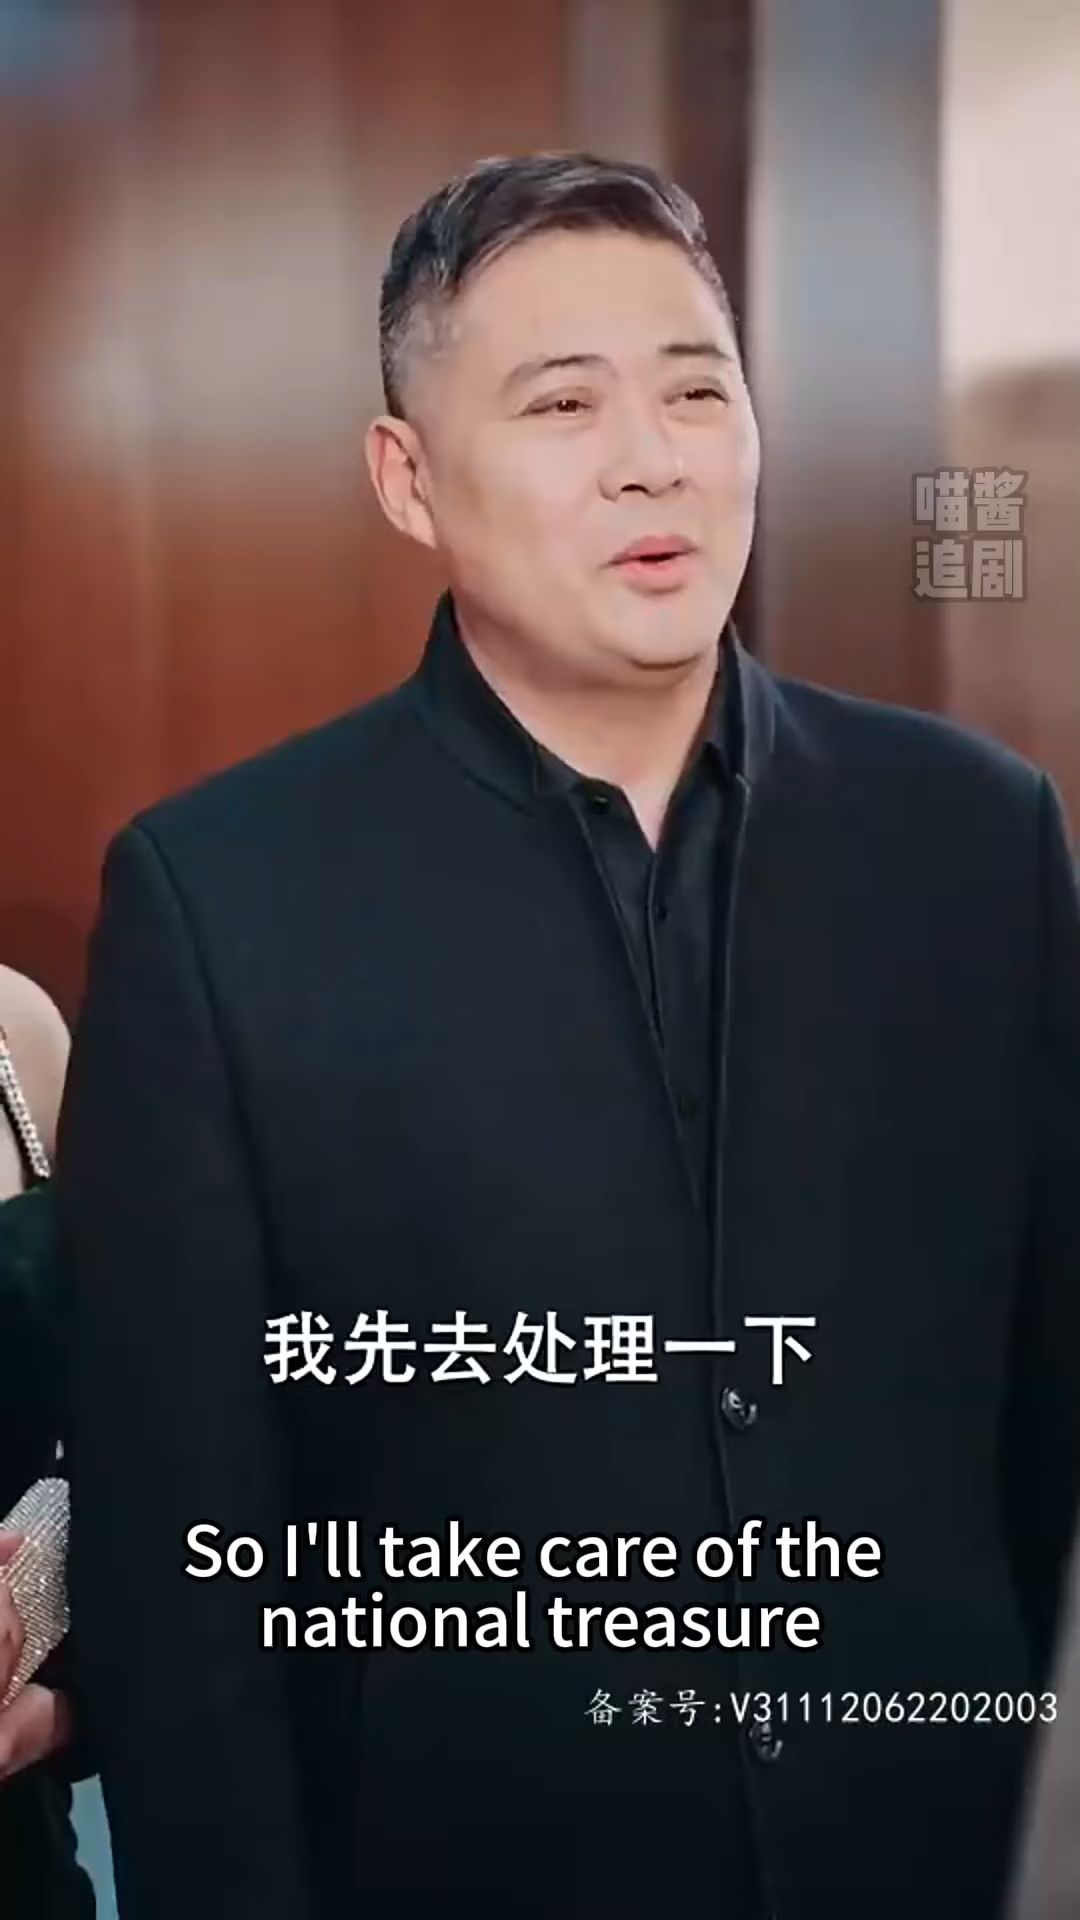 喵酱
追剧
我先去处理一下
So I'll take care of the
national treasure
备案号:V31112062202003